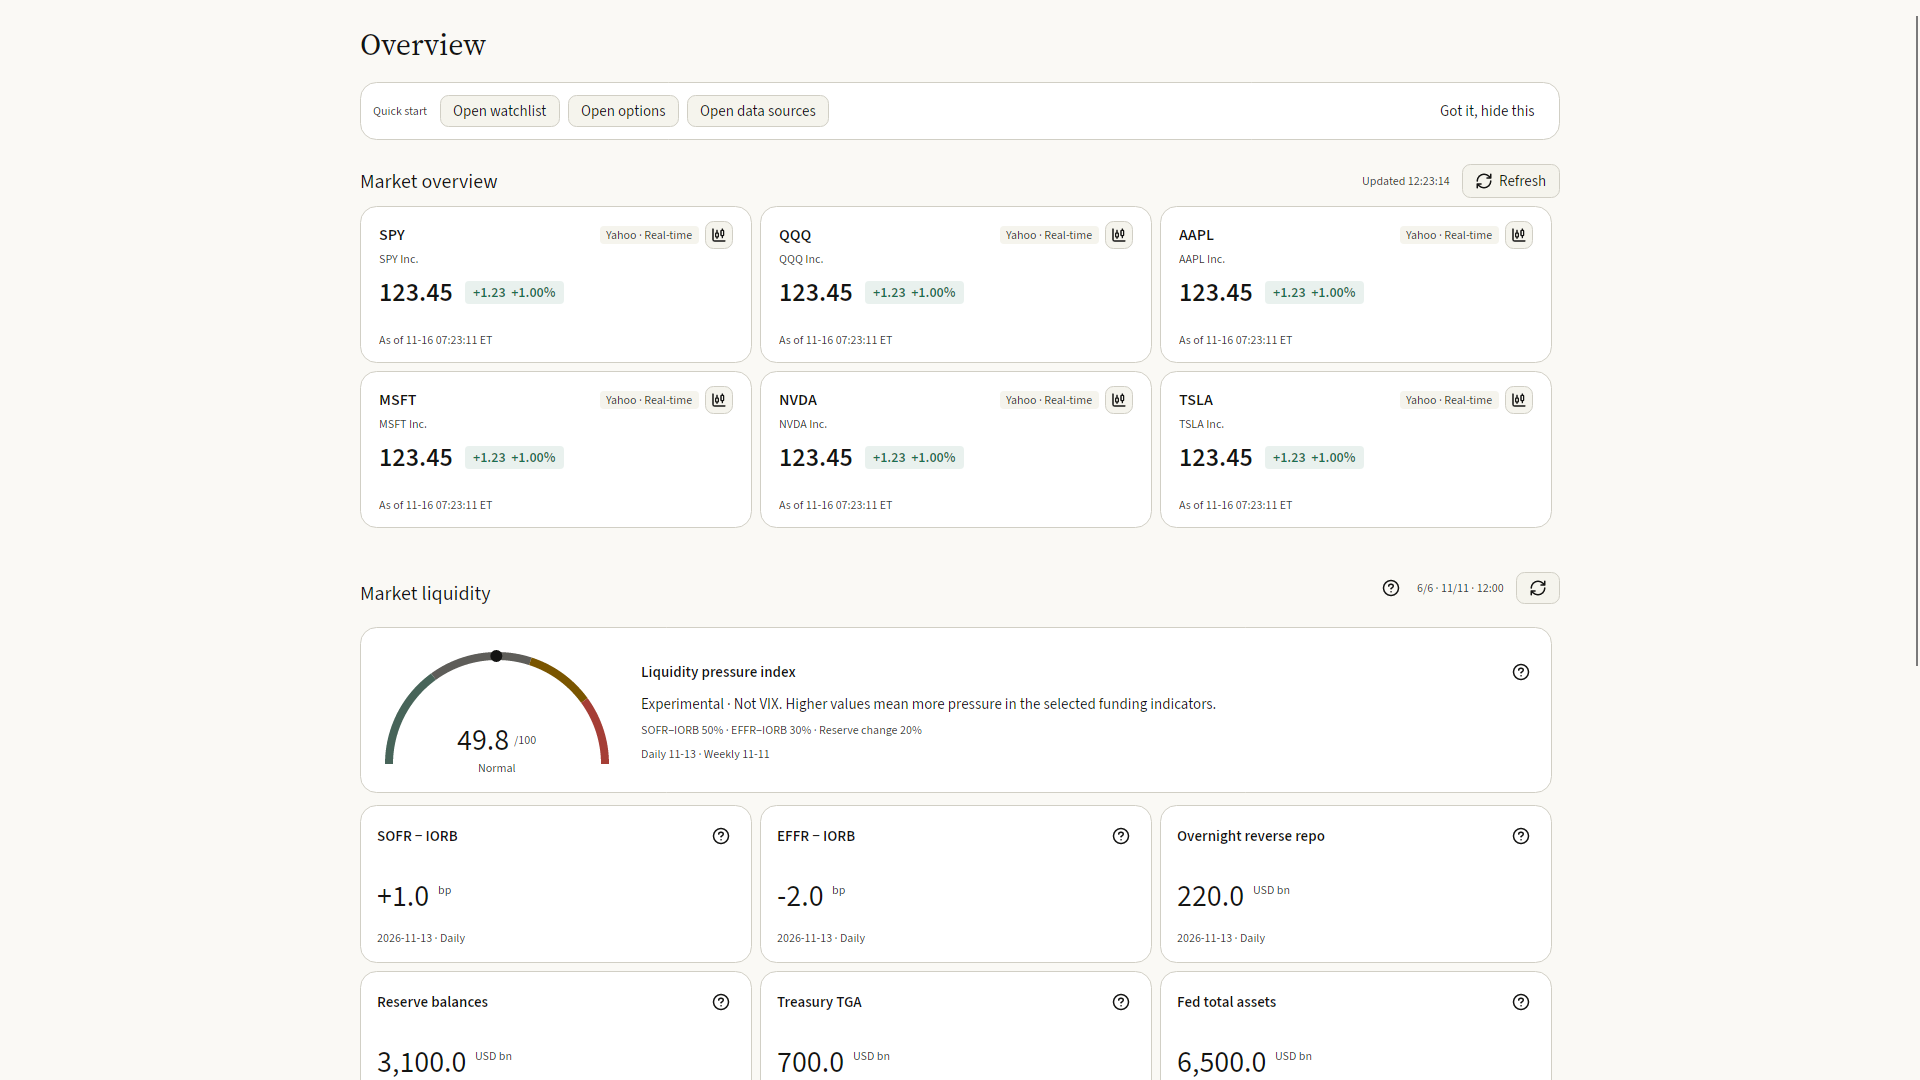 Overview
Quick start Open watchlist Open options Open data sources Got it, hide this
Market overview Updated 12:23:14 Refresh
SPY Yahoo · Real-time
SPY Inc.
123.45 +1.23 +1.00%
As of 11-16 07:23:11 ET
QQQ Yahoo · Real-time
QQQ Inc.
123.45 +1.23 +1.00%
As of 11-16 07:23:11 ET
AAPL Yahoo · Real-time
AAPL Inc.
123.45 +1.23 +1.00%
As of 11-16 07:23:11 ET
MSFT Yahoo · Real-time
MSFT Inc.
123.45 +1.23 +1.00%
As of 11-16 07:23:11 ET
NVDA Yahoo · Real-time
NVDA Inc.
123.45 +1.23 +1.00%
As of 11-16 07:23:11 ET
TSLA Yahoo · Real-time
TSLA Inc.
123.45 +1.23 +1.00%
As of 11-16 07:23:11 ET
Market liquidity 6/6 · 11/11 · 12:00
49.8 /100
Normal
Liquidity pressure index
Experimental · Not VIX. Higher values mean more pressure in the selected funding indicators.
SOFR−IORB 50% · EFFR−IORB 30% · Reserve change 20%
Daily 11-13 · Weekly 11-11
SOFR − IORB
+1.0 bp
2026-11-13 · Daily
EFFR − IORB
-2.0 bp
2026-11-13 · Daily
Overnight reverse repo
220.0 USD bn
2026-11-13 · Daily
Reserve balances
3,100.0 USD bn
Treasury TGA
700.0 USD bn
Fed total assets
6,500.0 USD bn